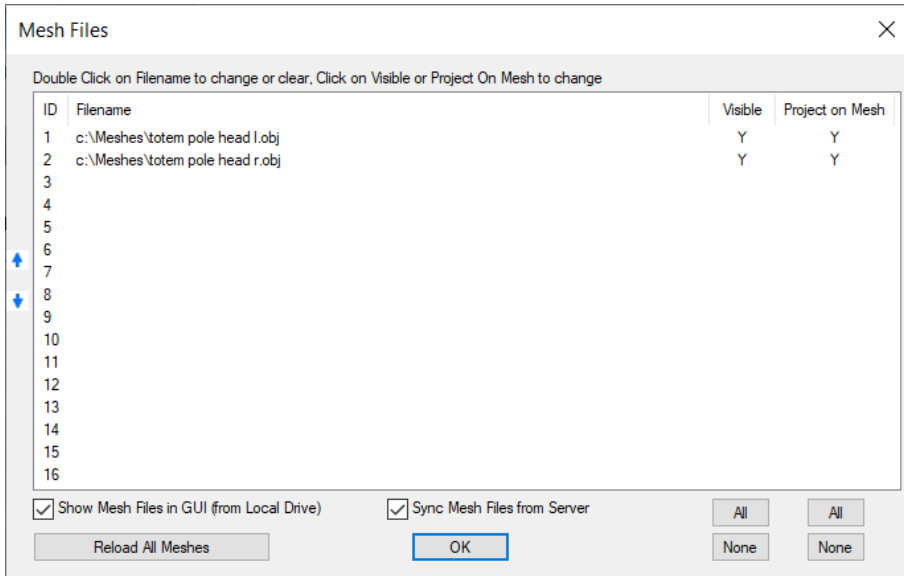 Mesh Files
Double Click on Filename to change or clear, Click on Visible or Project On Mesh to change
ID Filename Visible Project on Mesh
1 c:\Meshes\totem pole head l.obj Y Y
2 c:\Meshes\totem pole head r.obj Y Y
3
4
5
6
7
8
9
10
11
12
13
14
15
16
Show Mesh Files in GUI (from Local Drive) Sync Mesh Files from Server All All
Reload All Meshes OK None None